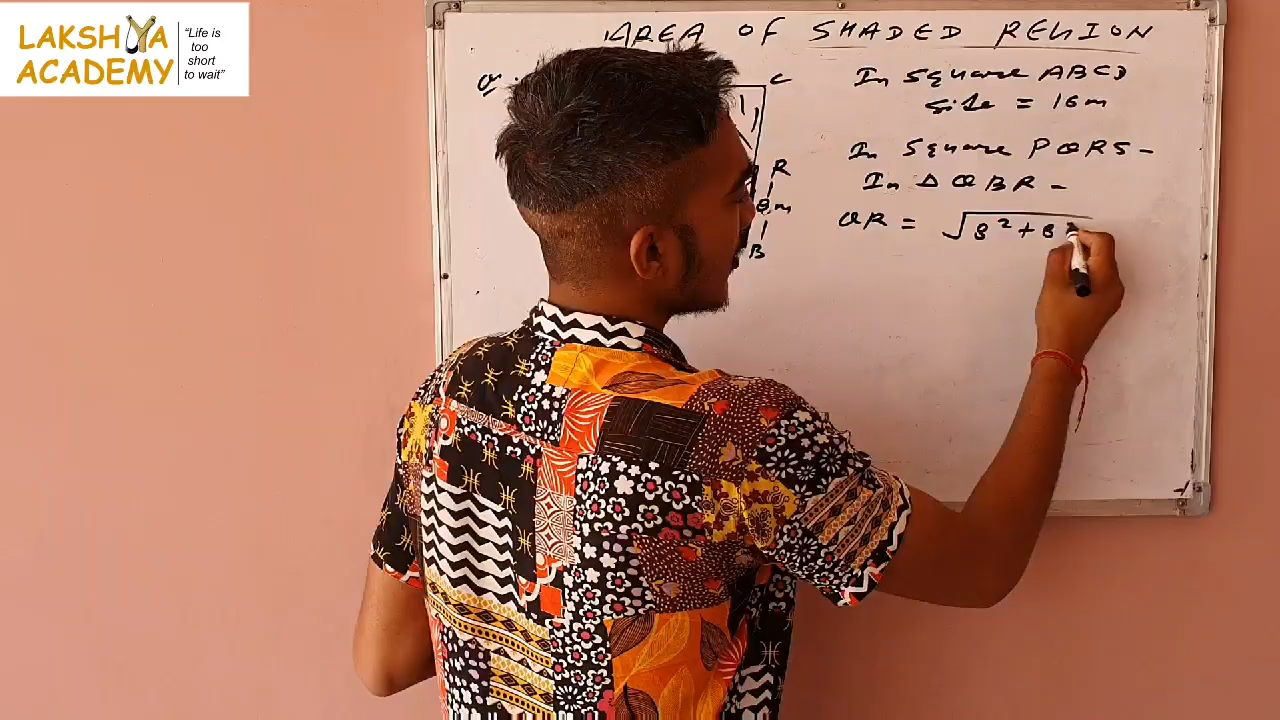 LAKSHYA
ACADEMY
“Life is
too
short
to wait”
AREA OF SHADED REGION
Q
C
R
8m
B
In Square ABCD
side = 16m
In Square PQRS -
In Δ QBR -
QR = √8²+8²